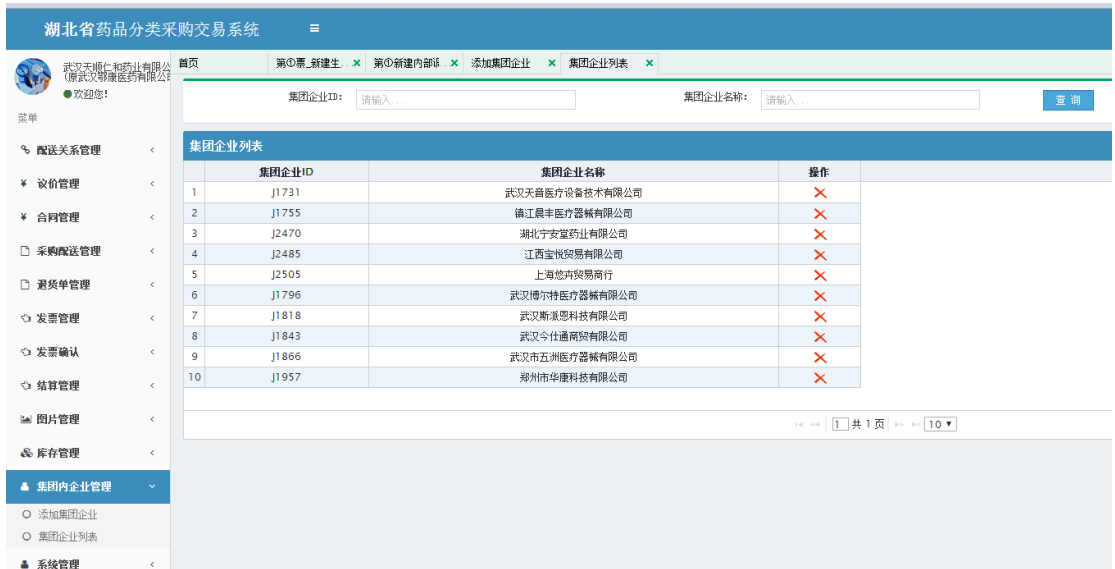 湖北省药品分类采购交易系统
武汉天顺仁和药业有限公
(原武汉鄂康医药有限公司
欢迎您!
菜单
配送关系管理
议价管理
合同管理
采购配送管理
退货单管理
发票管理
发票确认
结算管理
图片管理
库存管理
集团内企业管理
添加集团企业
集团企业列表
系统管理
首页 第①票_新建生... × 第①新建内部调... × 添加集团企业 × 集团企业列表 ×
集团企业ID: 请输入... 集团企业名称: 请输入... 查询
集团企业列表
集团企业ID 集团企业名称 操作
1 J1731 武汉天音医疗设备技术有限公司
2 J1755 镇江晨丰医疗器械有限公司
3 J2470 湖北宁安堂药业有限公司
4 J2485 江西宝悦贸易有限公司
5 J2505 上海悠卉贸易商行
6 J1796 武汉博尔特医疗器械有限公司
7 J1818 武汉斯派恩科技有限公司
8 J1843 武汉今仕通商贸有限公司
9 J1866 武汉市五洲医疗器械有限公司
10 J1957 郑州市华康科技有限公司
1 共 1 页 10